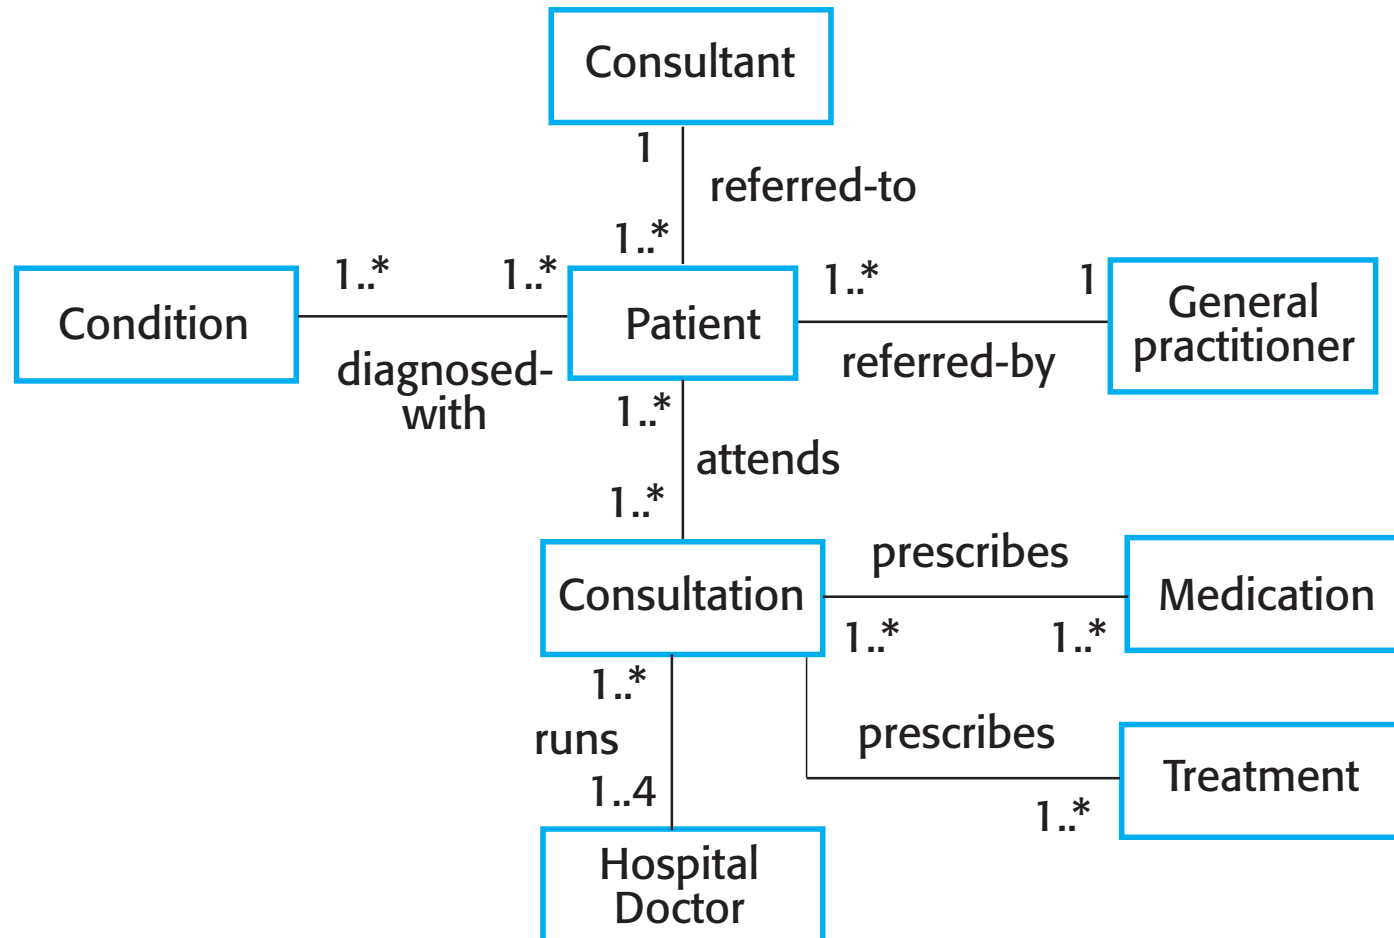 Consultant
1
referred-to
1..*
1..*
1..*
1..*
1
Condition
Patient
General
practitioner
diagnosed-
with
referred-by
1..*
attends
1..*
prescribes
Consultation
Medication
1..*
1..*
1..*
runs
prescribes
1..4
Treatment
1..*
Hospital
Doctor